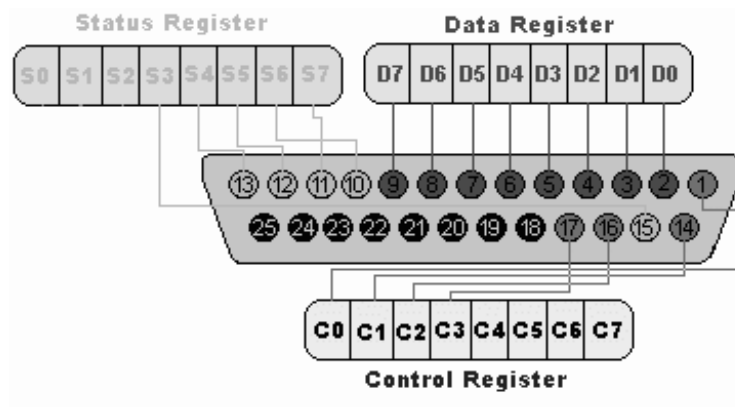 Status Register
Data Register
S0 S1 S2 S3 S4 S5 S6 S7
D7 D6 D5 D4 D3 D2 D1 D0
13 12 11 10 9 8 7 6 5 4 3 2 1
25 24 23 22 21 20 19 18 17 16 15 14
C0 C1 C2 C3 C4 C5 C6 C7
Control Register